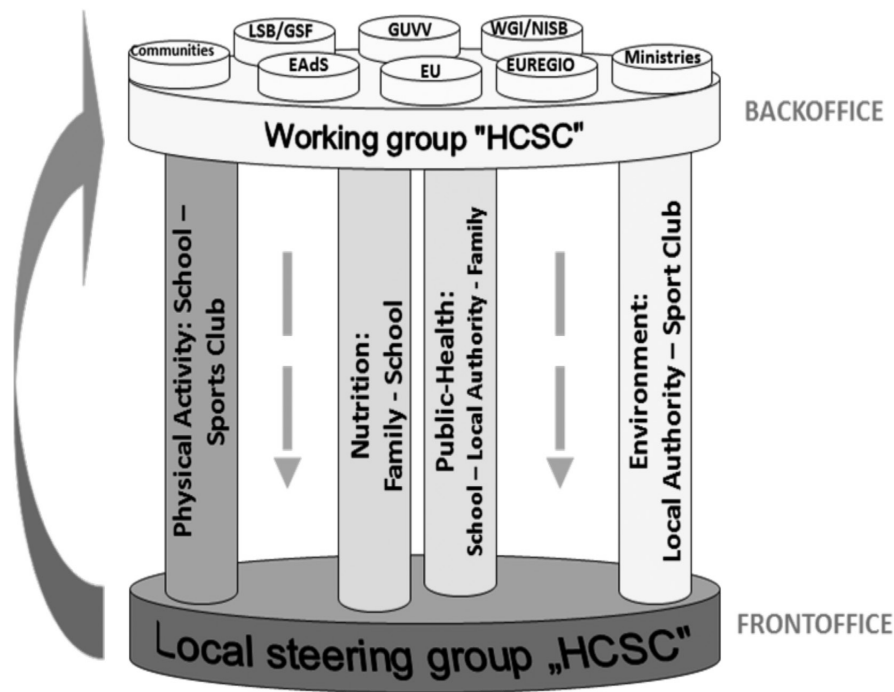 LSB/GSF
GUVV
WGI/NISB
Communities
EAdS
EU
EUREGIO
Ministries
BACKOFFICE
Working group "HCSC"
Physical Activity: School –
Sports Club
Nutrition:
Family - School
Public-Health:
School – Local Authority - Family
Environment:
Local Authority – Sport Club
FRONTOFFICE
Local steering group „HCSC"